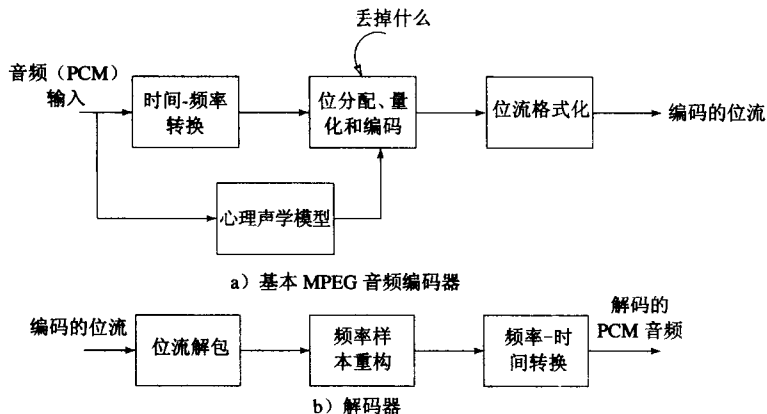 丢掉什么
音频（PCM）
输入
时间-频率
转换
位分配、量
化和编码
位流格式化
编码的位流
心理声学模型
a）基本 MPEG 音频编码器
编码的位流
位流解包
频率样
本重构
频率-时
间转换
解码的
PCM 音频
b）解码器